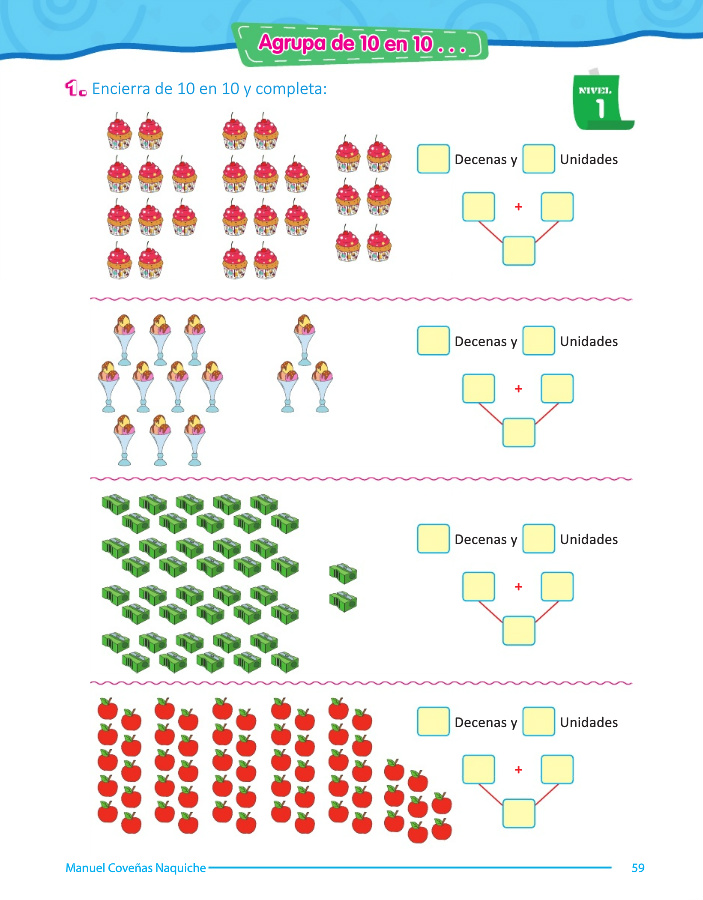 Agrupa de 10 en 10 . . .
1. Encierra de 10 en 10 y completa:
NIVEL
1
Decenas y Unidades
+
Decenas y Unidades
+
Decenas y Unidades
+
Decenas y Unidades
+
Manuel Coveñas Naquiche 59